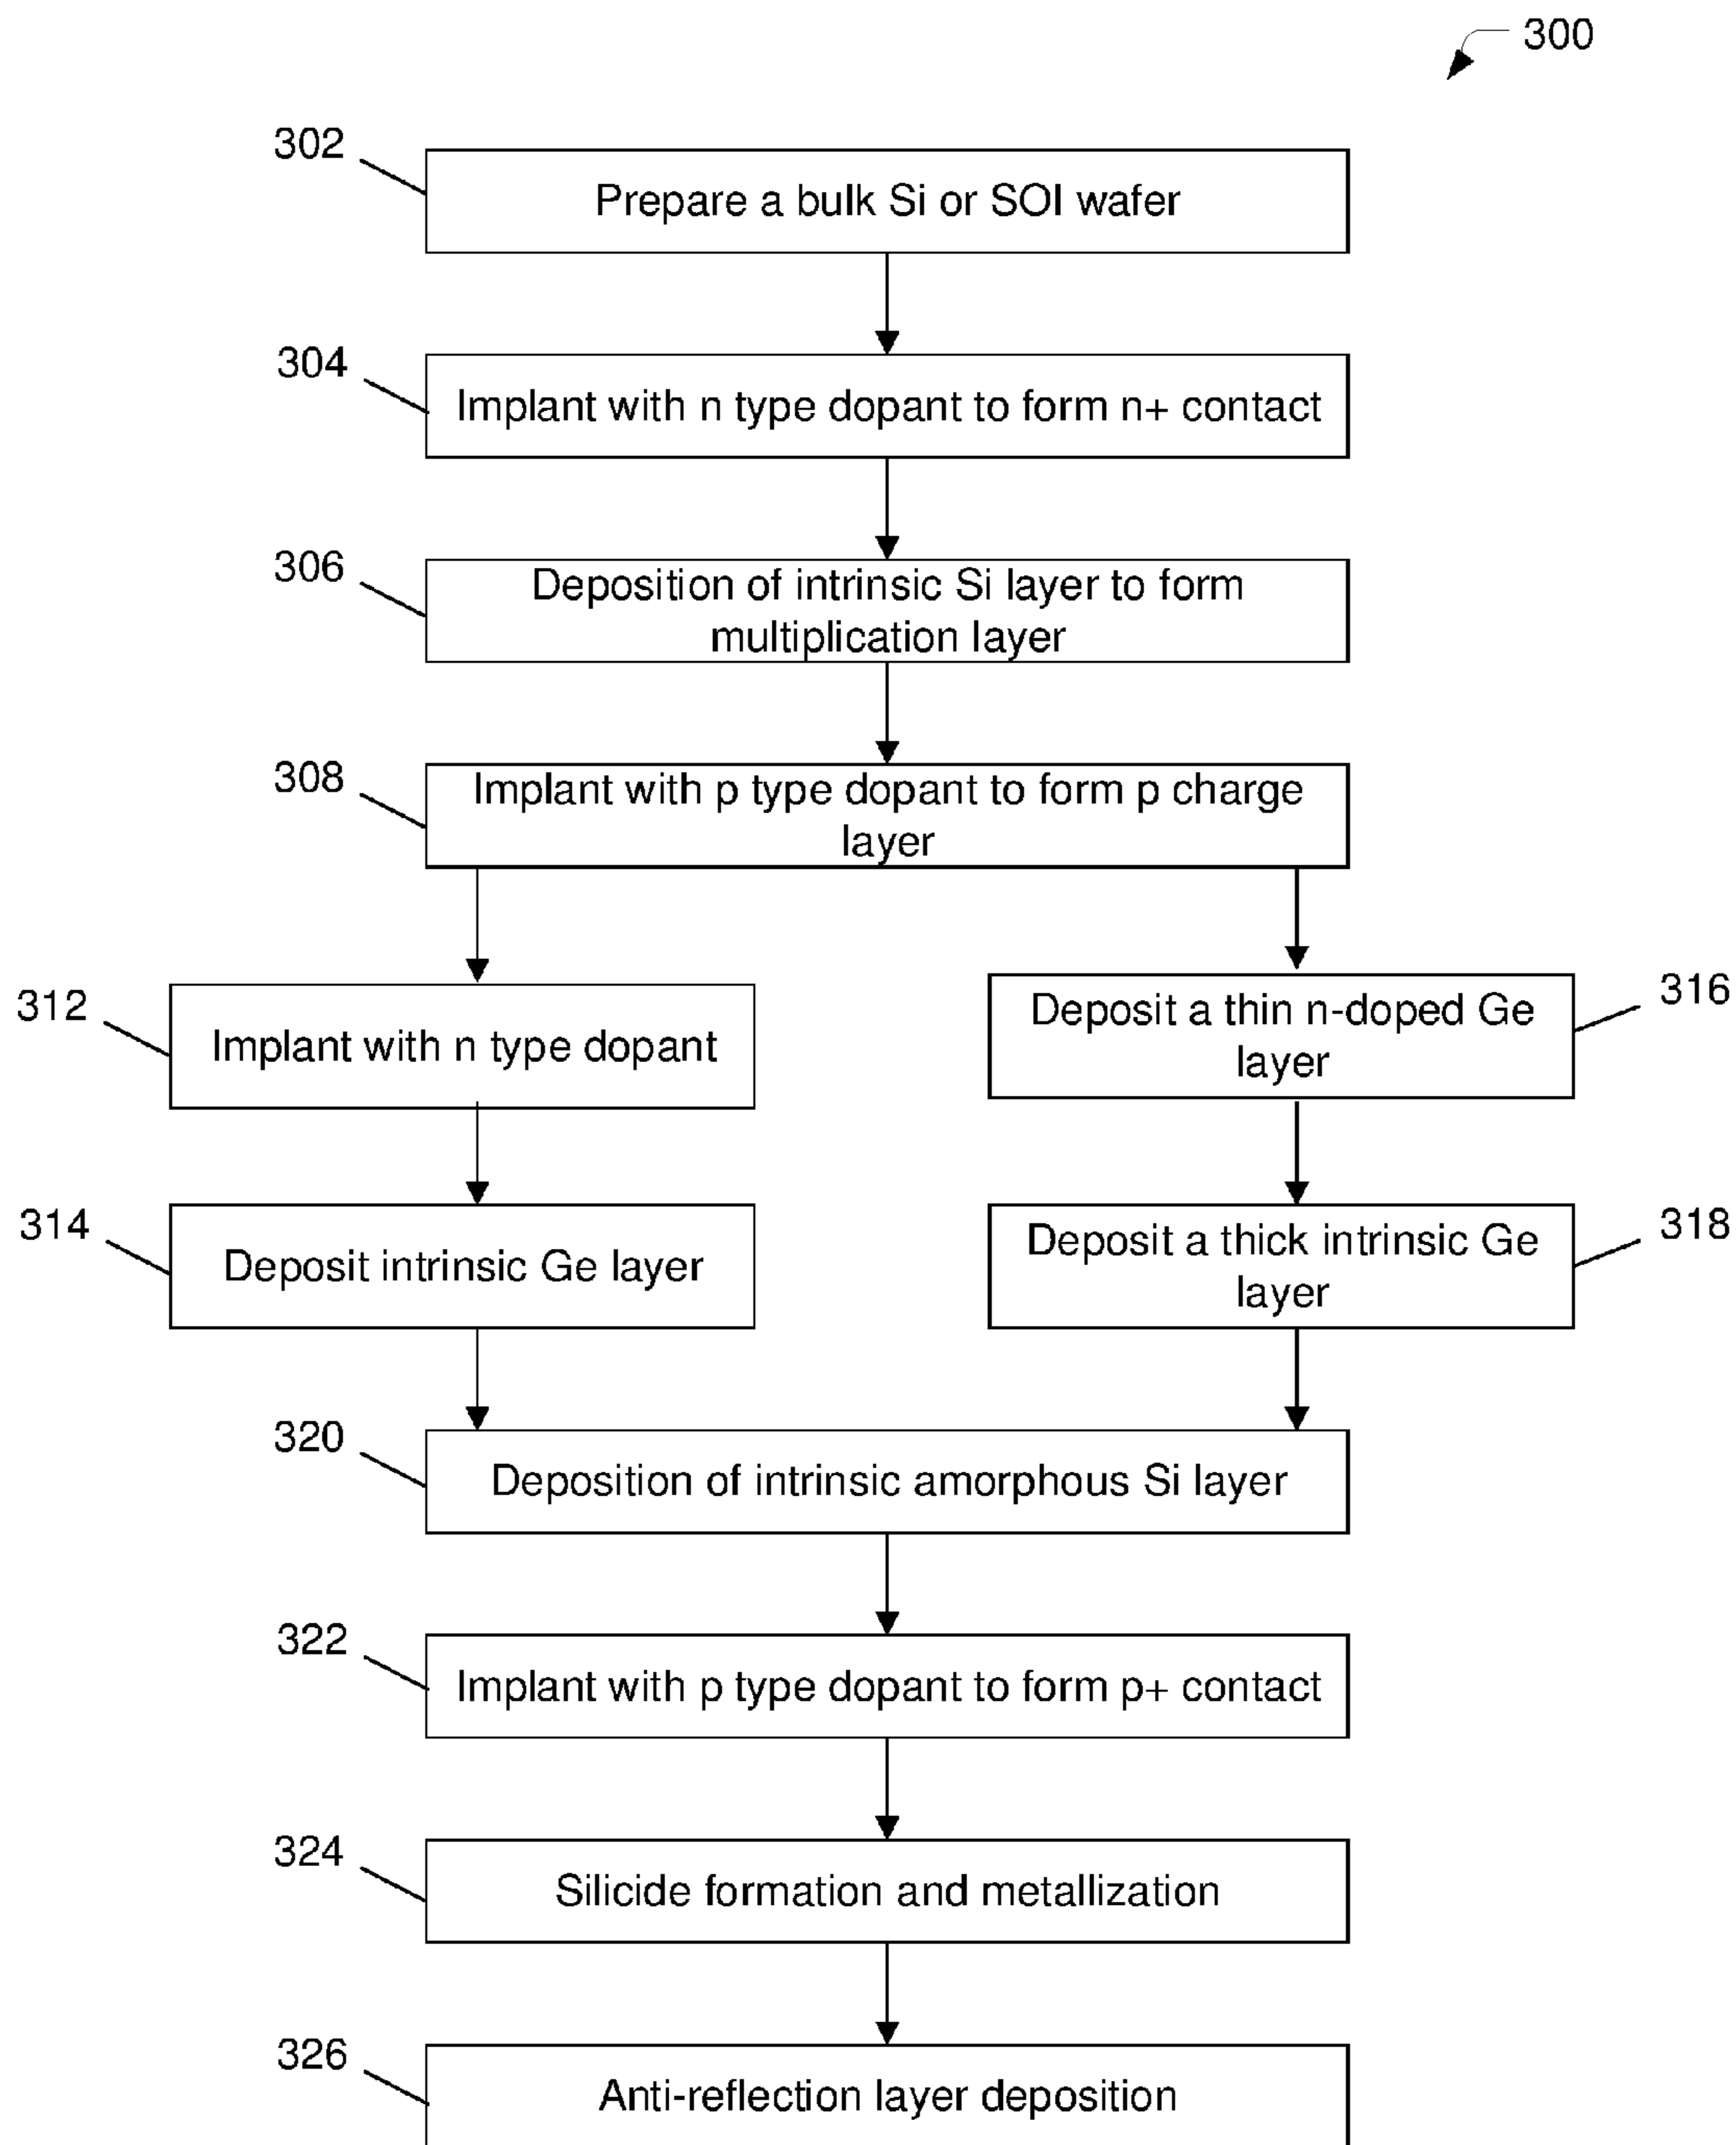 300
302
Prepare a bulk Si or SOI wafer
304
Implant with n type dopant to form n+ contact
306
Deposition of intrinsic Si layer to form
multiplication layer
308
Implant with p type dopant to form p charge
layer
312
Implant with n type dopant
Deposit a thin n-doped Ge
layer
316
314
Deposit intrinsic Ge layer
Deposit a thick intrinsic Ge
layer
318
320
Deposition of intrinsic amorphous Si layer
322
Implant with p type dopant to form p+ contact
324
Silicide formation and metallization
326
Anti-reflection layer deposition